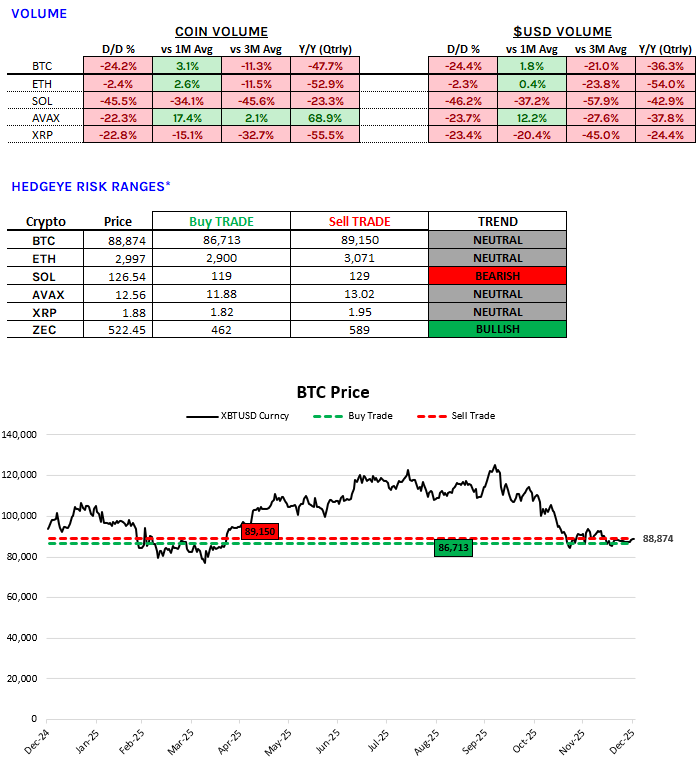 VOLUME
COIN VOLUME $USD VOLUME
D/D % vs 1M Avg vs 3M Avg Y/Y (Qtrly) D/D % vs 1M Avg vs 3M Avg Y/Y (Qtrly)
BTC -24.2% 3.1% -11.3% -47.7% -24.4% 1.8% -21.0% -36.3%
ETH -2.4% 2.6% -11.5% -52.9% -2.3% 0.4% -23.8% -54.0%
SOL -45.5% -34.1% -45.6% -23.3% -46.2% -37.2% -57.9% -42.9%
AVAX -22.3% 17.4% 2.1% 68.9% -23.7% 12.2% -27.6% -37.8%
XRP -22.8% -15.1% -32.7% -55.5% -23.4% -20.4% -45.0% -24.4%
HEDGEYE RISK RANGES*
Crypto Price Buy TRADE Sell TRADE TREND
BTC 88,874 86,713 89,150 NEUTRAL
ETH 2,997 2,900 3,071 NEUTRAL
SOL 126.54 119 129 BEARISH
AVAX 12.56 11.88 13.02 NEUTRAL
XRP 1.88 1.82 1.95 NEUTRAL
ZEC 522.45 462 589 BULLISH
BTC Price
XBTUSD Curncy Buy Trade Sell Trade
140,000
120,000
100,000
89,150
88,874
86,713
80,000
60,000
40,000
20,000
0
Dec-24 Jan-25 Feb-25 Mar-25 Apr-25 May-25 Jun-25 Jul-25 Aug-25 Sep-25 Oct-25 Nov-25 Dec-25